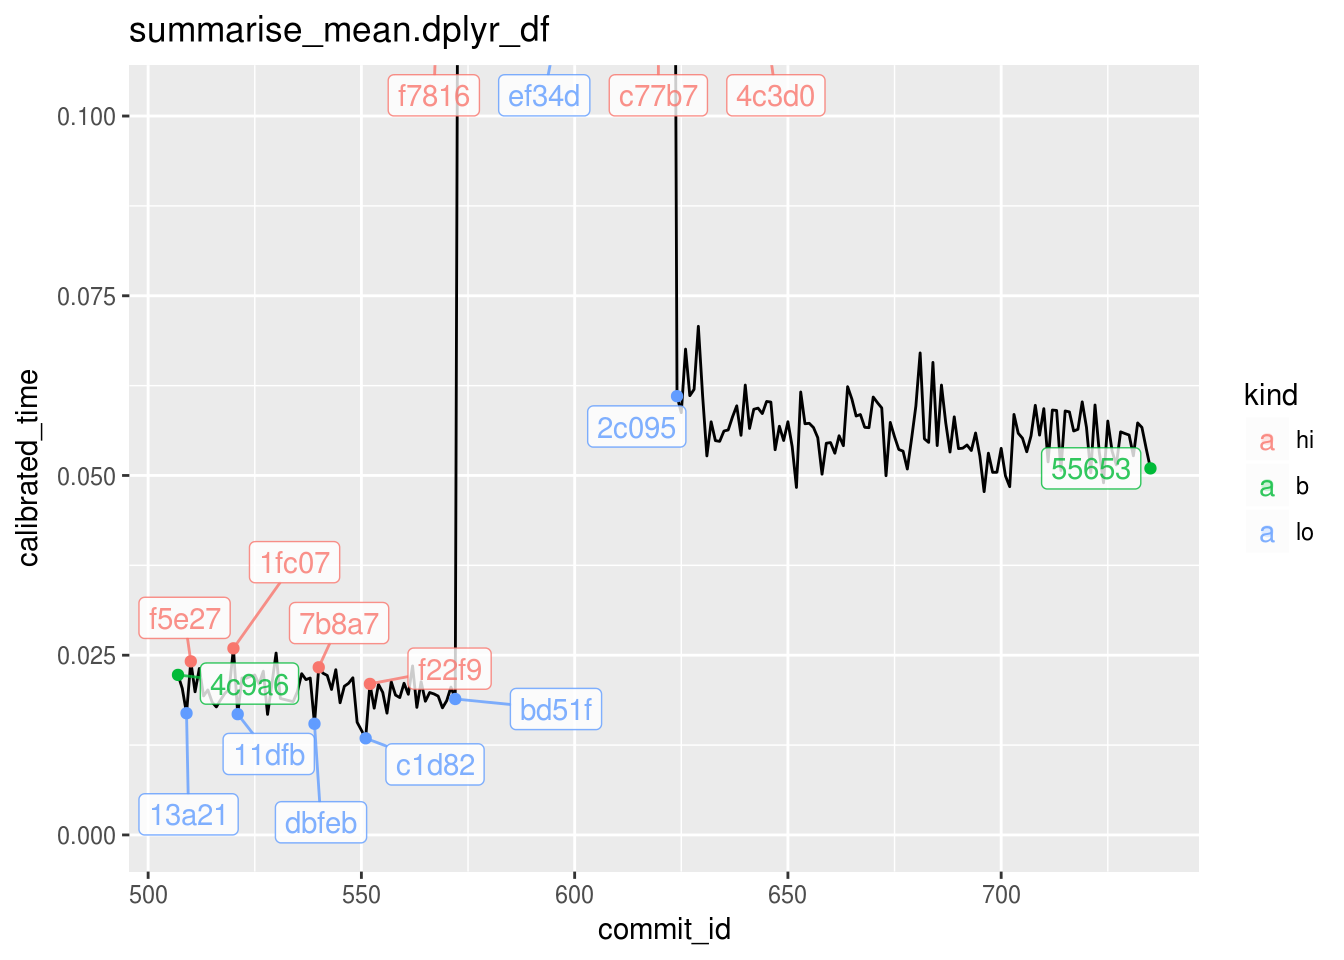 summarise_mean.dplyr_df
f7816
ef34d
c77b7
4c3d0
0.100
0.075
0.050
0.025
0.000
calibrated_time
2c095
55653
1fc07
f5e27
7b8a7
f22f9
4c9a6
bd51f
11dfb
c1d82
13a21
dbfeb
500
550
600
650
700
commit_id
kind
a hi
a b
a lo